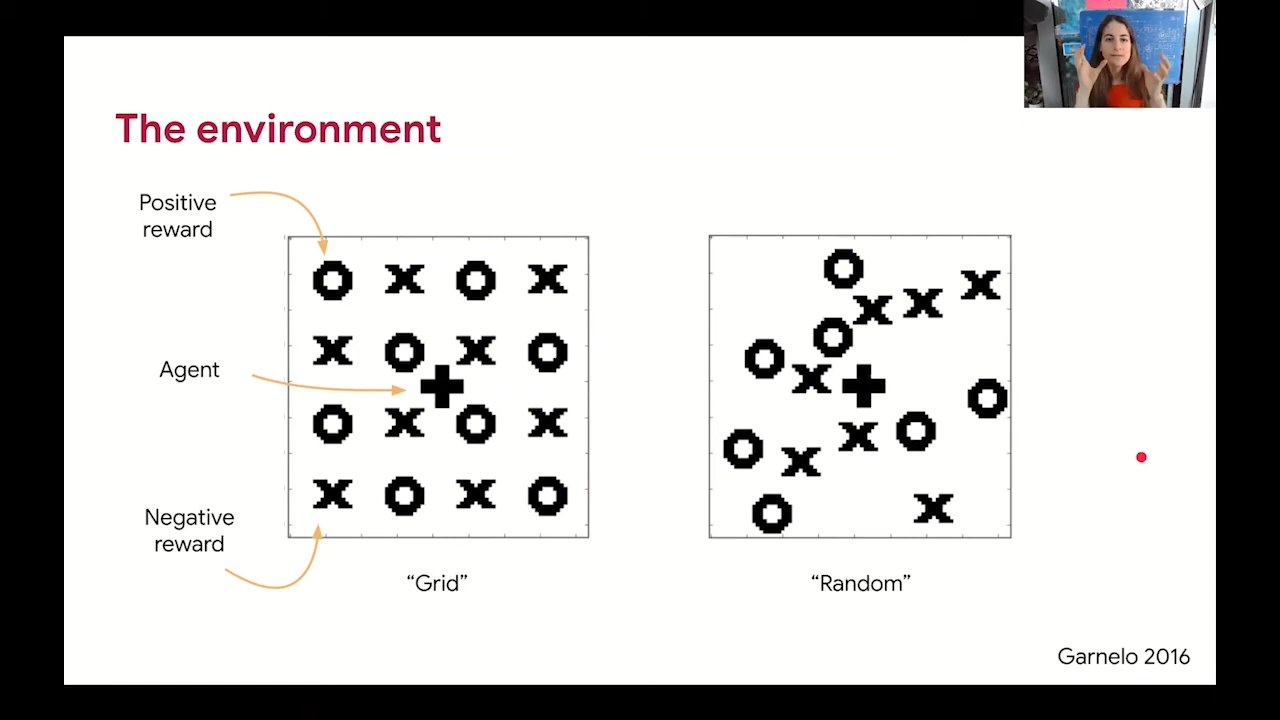 The environment
Positive
reward
Agent
Negative
reward
“Grid”
“Random”
Garnelo 2016